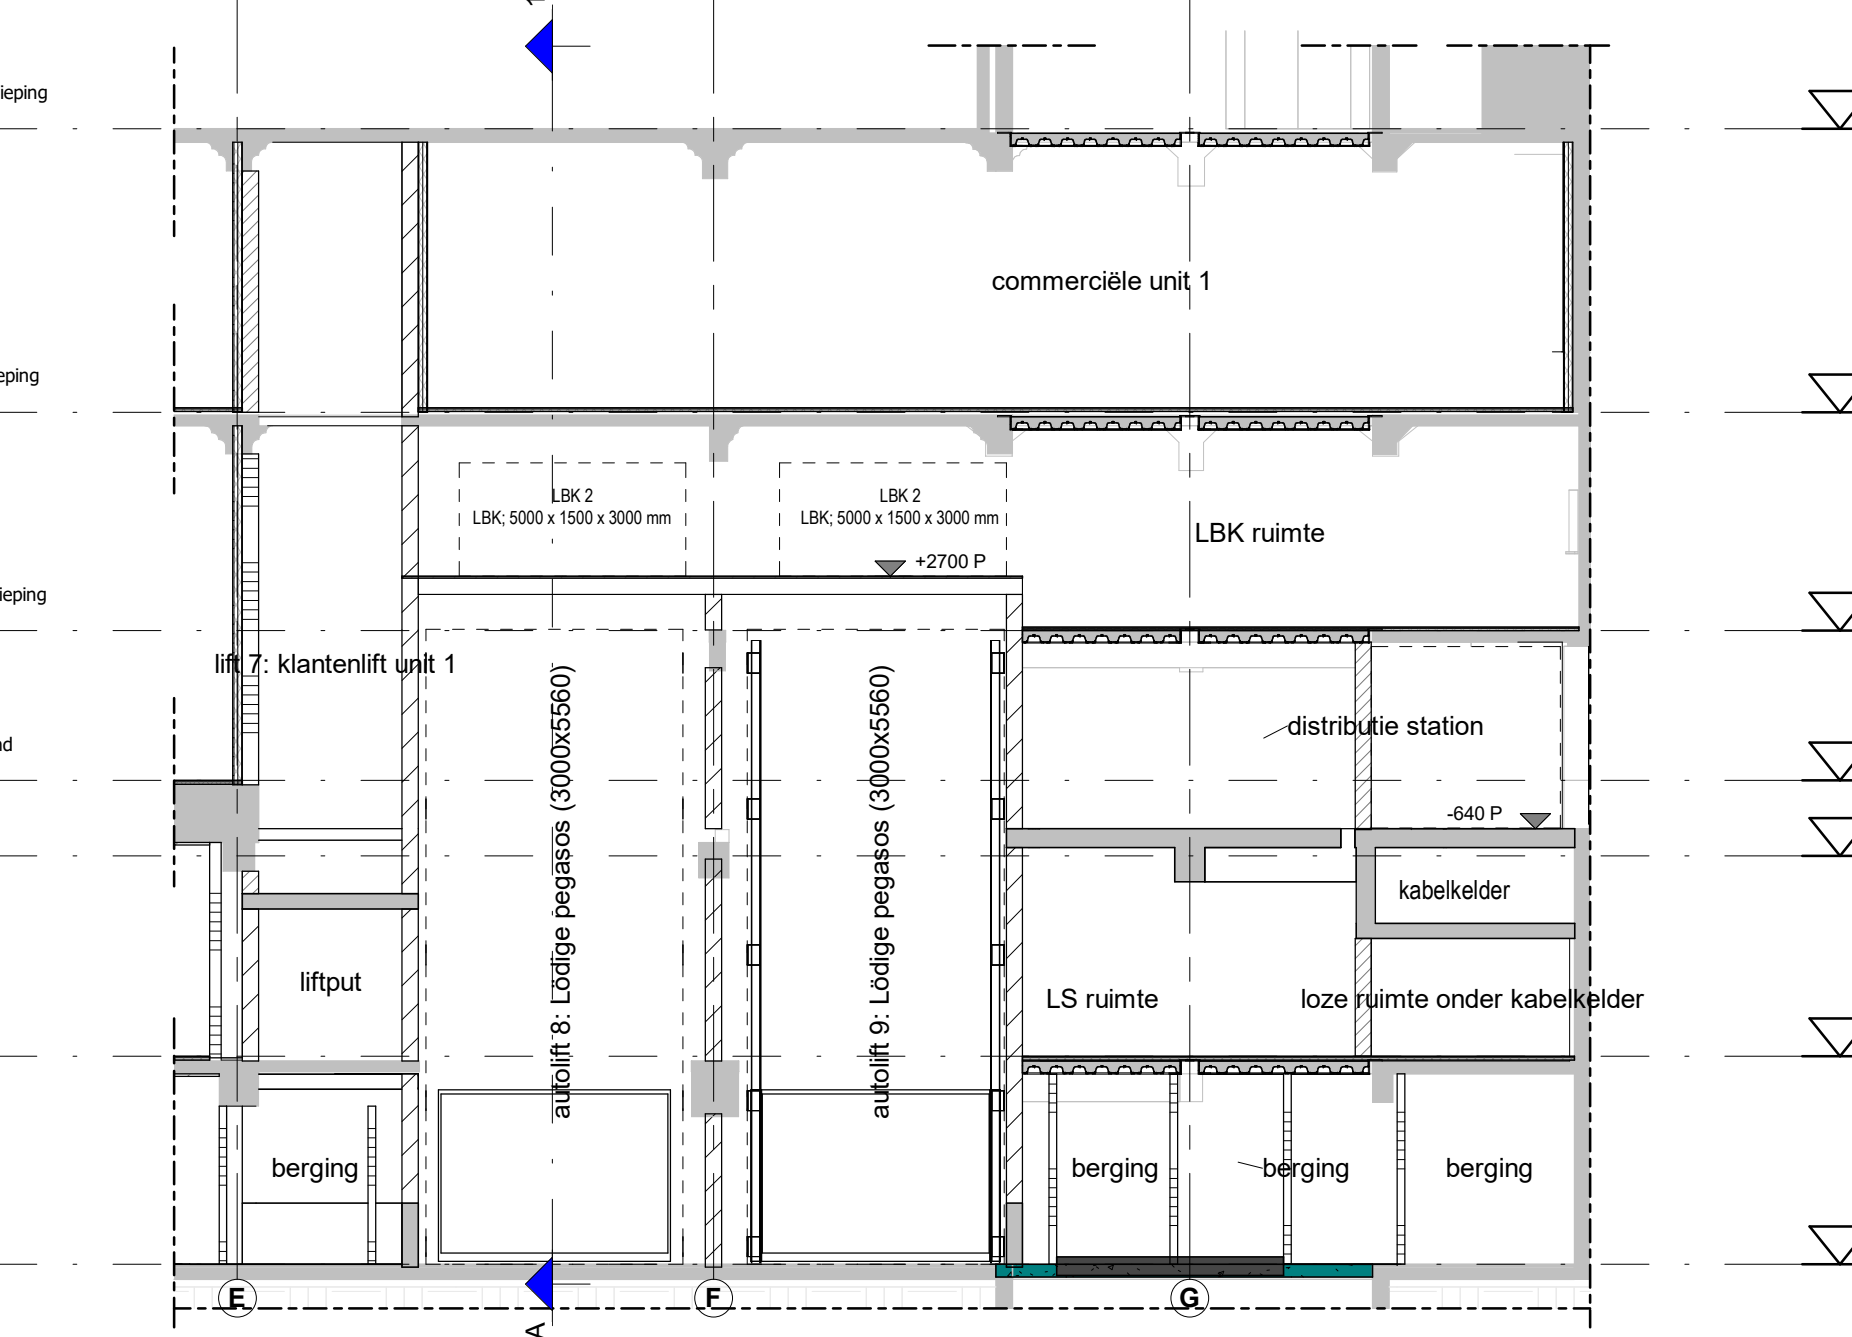 ieping
eping
commerciële unit 1
LBK 2
LBK; 5000 x 1500 x 3000 mm
LBK 2
LBK; 5000 x 1500 x 3000 mm
LBK ruimte
+2700 P
ieping
lift 7: klantenlift unit 1
autolift 8: Lödige pegasos (3000x5560)
autolift 9: Lödige pegasos (3000x5560)
distributie station
nd
-640 P
kabelkelder
liftput
LS ruimte
loze ruimte onder kabelkelder
berging
berging
berging
berging
E
F
G
A